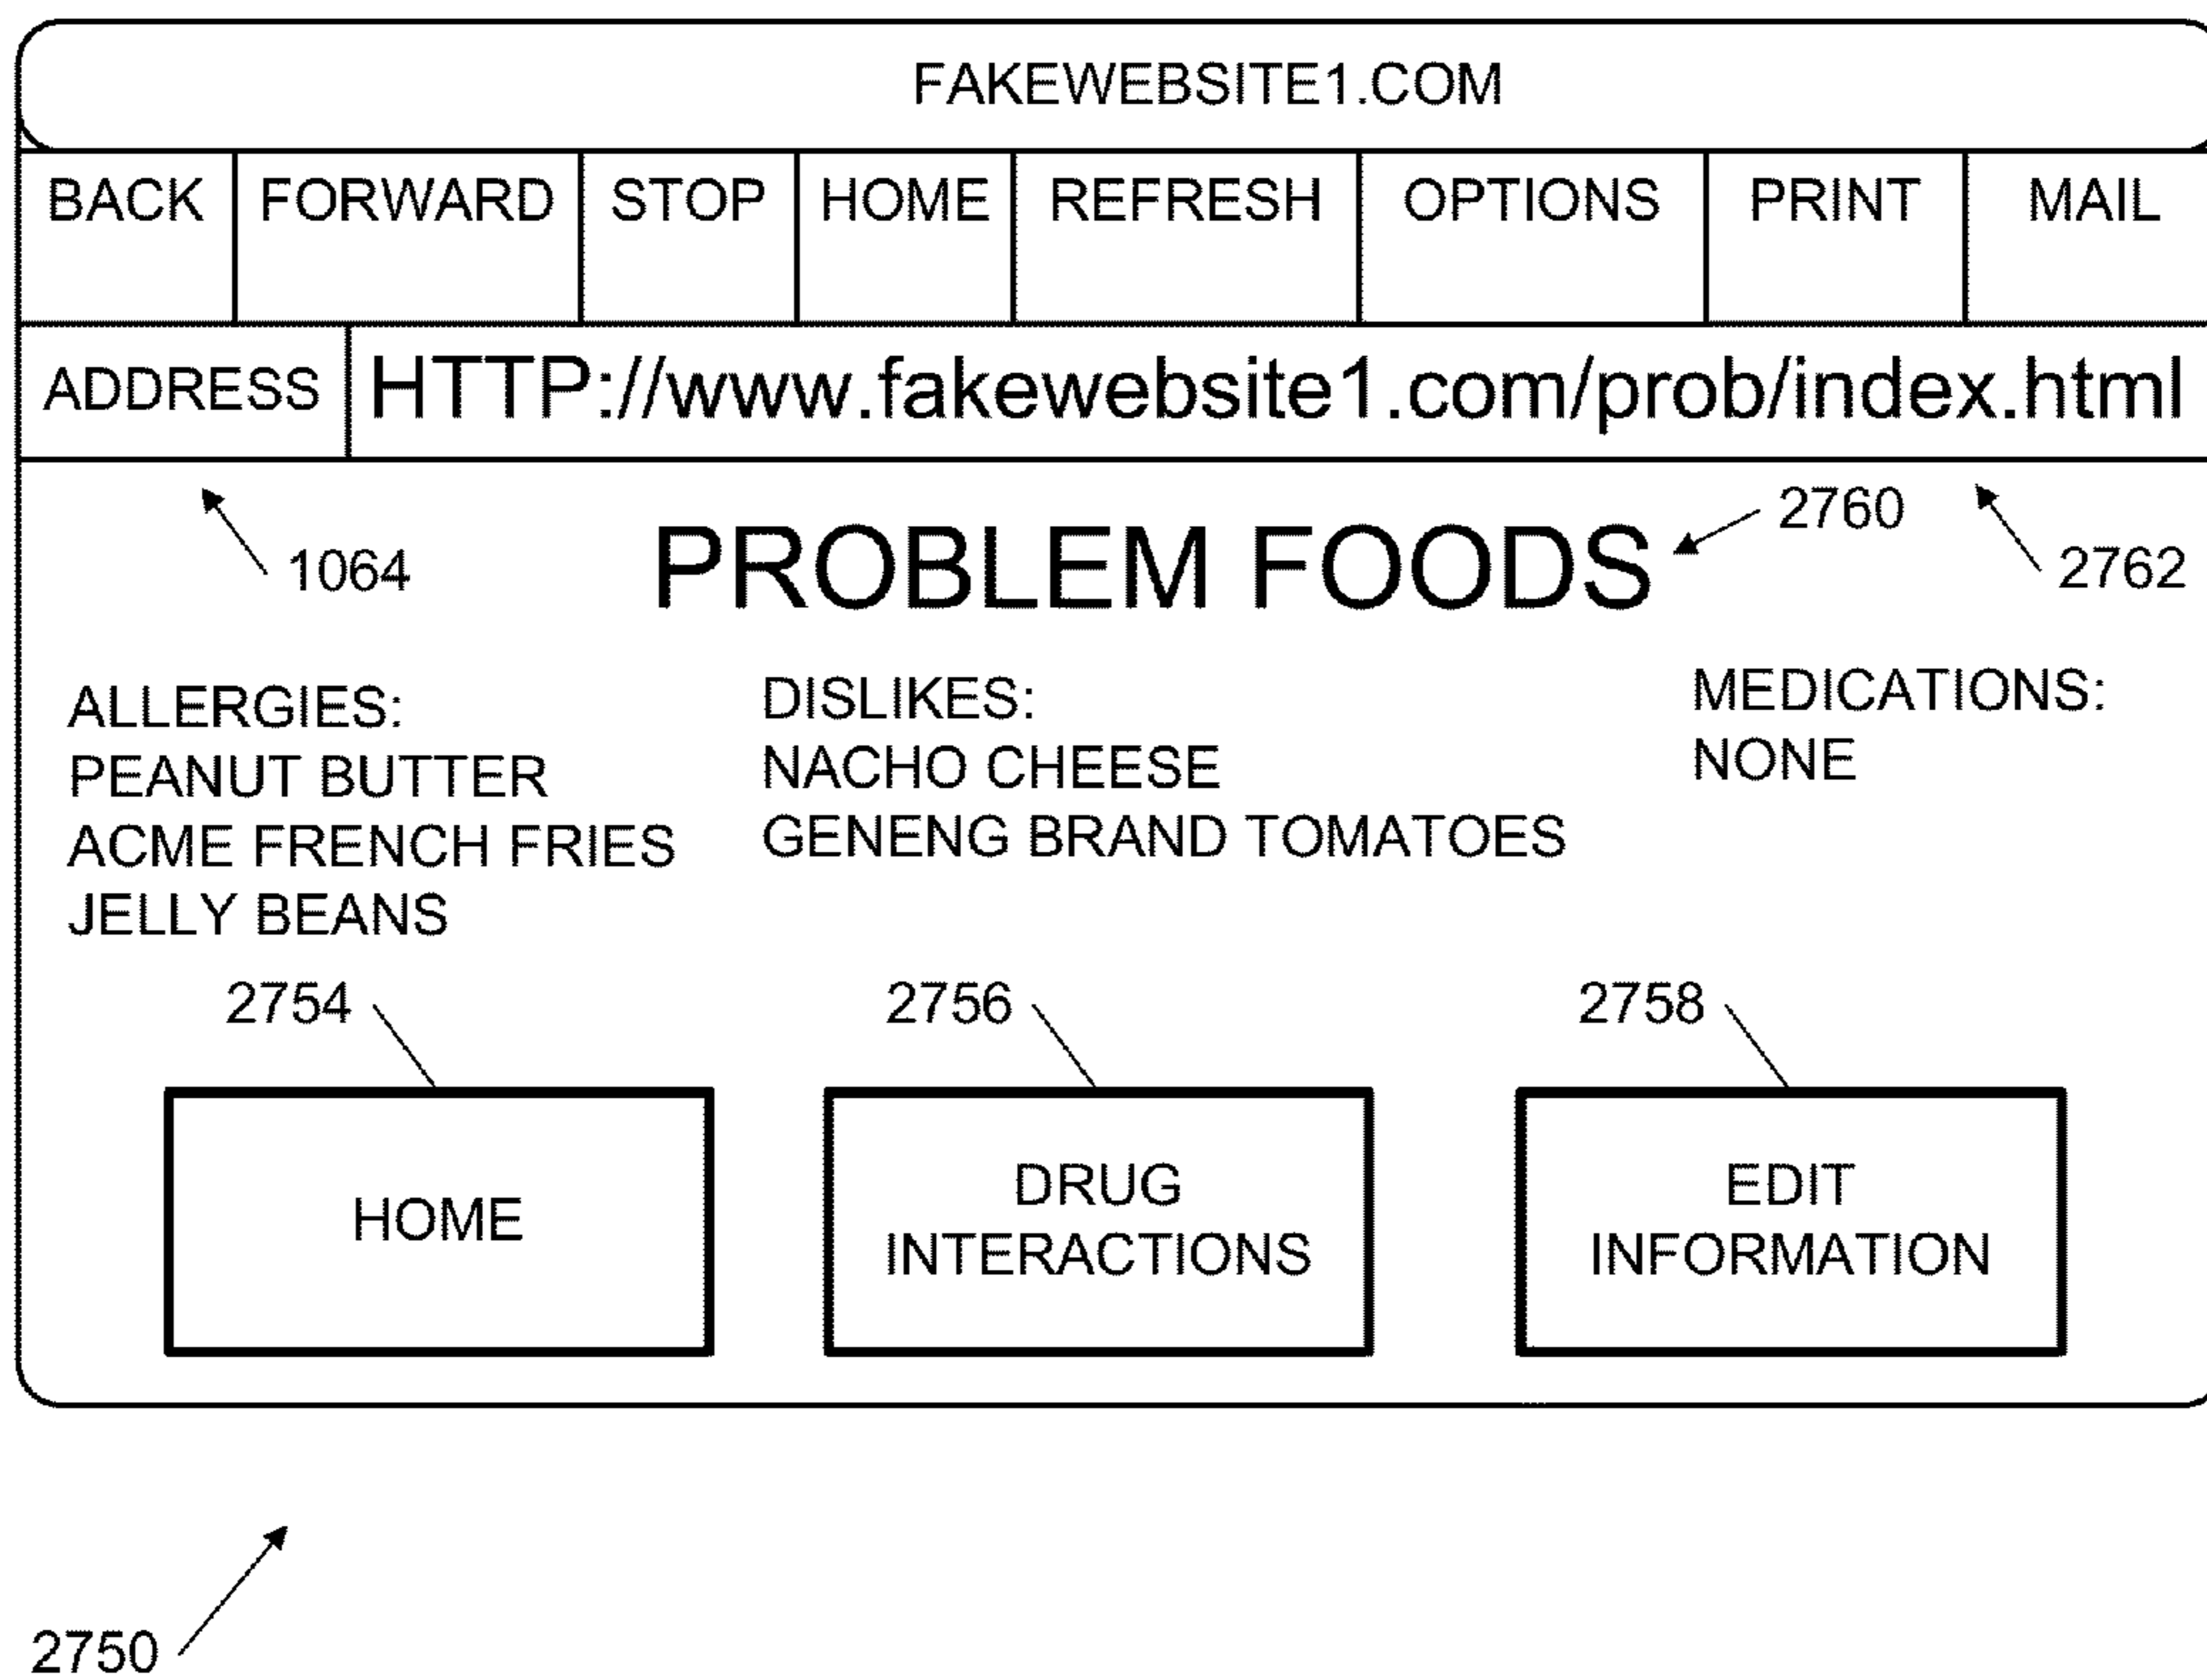 FAKEWEBSITE1.COM
BACK FORWARD STOP HOME REFRESH OPTIONS PRINT MAIL
ADDRESS HTTP://www.fakewebsite1.com/prob/index.html
1064
PROBLEM FOODS
2760
2762
ALLERGIES:
PEANUT BUTTER
ACME FRENCH FRIES
JELLY BEANS
DISLIKES:
NACHO CHEESE
GENENG BRAND TOMATOES
MEDICATIONS:
NONE
2754
HOME
2756
DRUG
INTERACTIONS
2758
EDIT
INFORMATION
2750